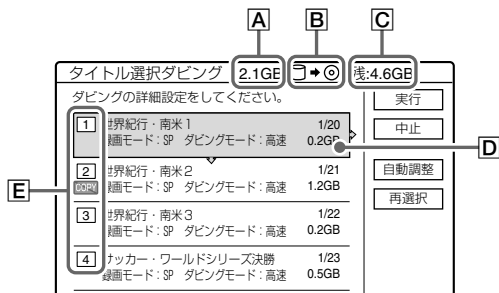 A B C
タイトル選択ダビング 2.1GB 残:4.6GB
ダビングの詳細設定をしてください。
実行
中止
自動調整
再選択
1 世界紀行・南米1 1/20
録画モード:SP ダビングモード:高速 0.2GB
D
2 世界紀行・南米2 1/21
COPY 録画モード:SP ダビングモード:高速 1.2GB
E
3 世界紀行・南米3 1/22
録画モード:SP ダビングモード:高速 0.2GB
4 サッカー・ワールドシリーズ決勝 1/23
録画モード:SP ダビングモード:高速 0.5GB